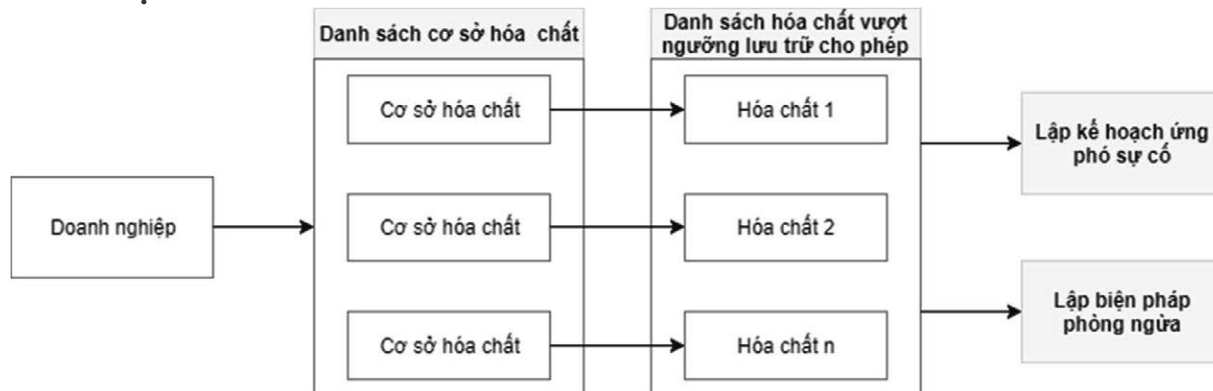 Danh sách cơ sở hóa chất
Danh sách hóa chất vượt
ngưỡng lưu trữ cho phép
Cơ sở hóa chất
Hóa chất 1
Lập kế hoạch ứng
phó sự cố
Doanh nghiệp
Cơ sở hóa chất
Hóa chất 2
Lập biện pháp
phòng ngừa
Cơ sở hóa chất
Hóa chất n